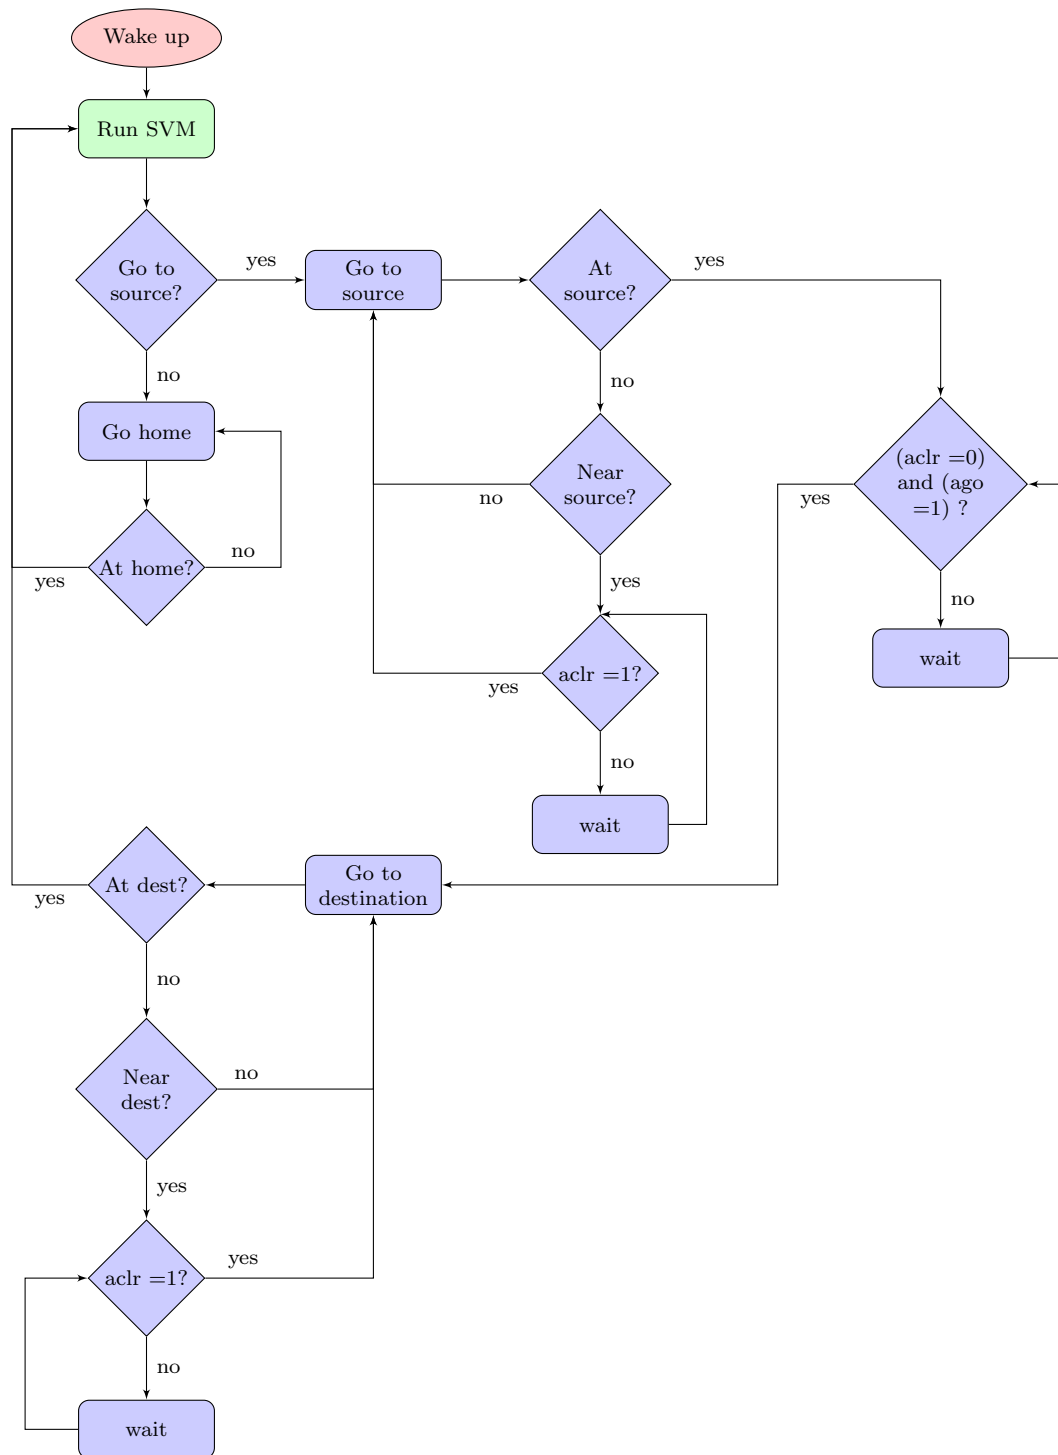 Wake up
Run SVM
Go to
source?
yes
Go to
source
At
source?
yes
no
no
Go home
Near
source?
no
(aclr =0)
and (ago
=1) ?
yes
At home?
no
yes
yes
no
wait
aclr =1?
yes
no
wait
At dest?
yes
Go to
destination
no
Near
dest?
no
yes
aclr =1?
yes
no
wait